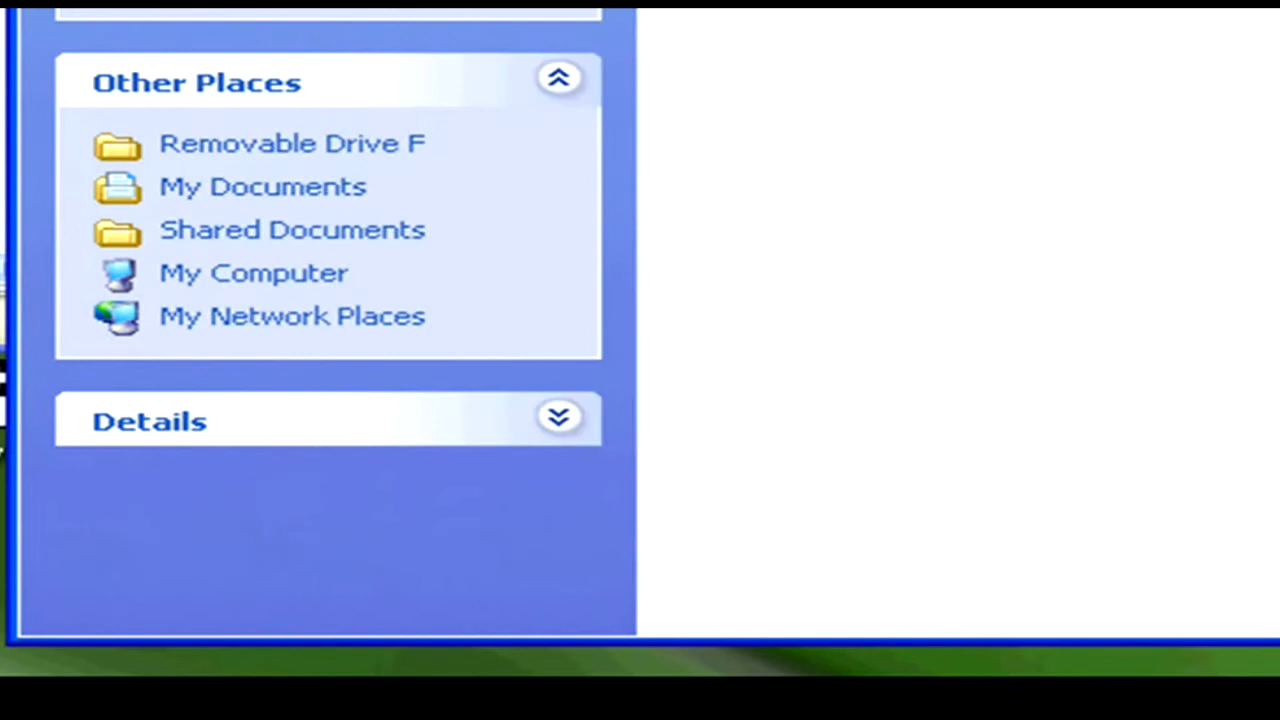 Other Places
Removable Drive F
My Documents
Shared Documents
My Computer
My Network Places
Details